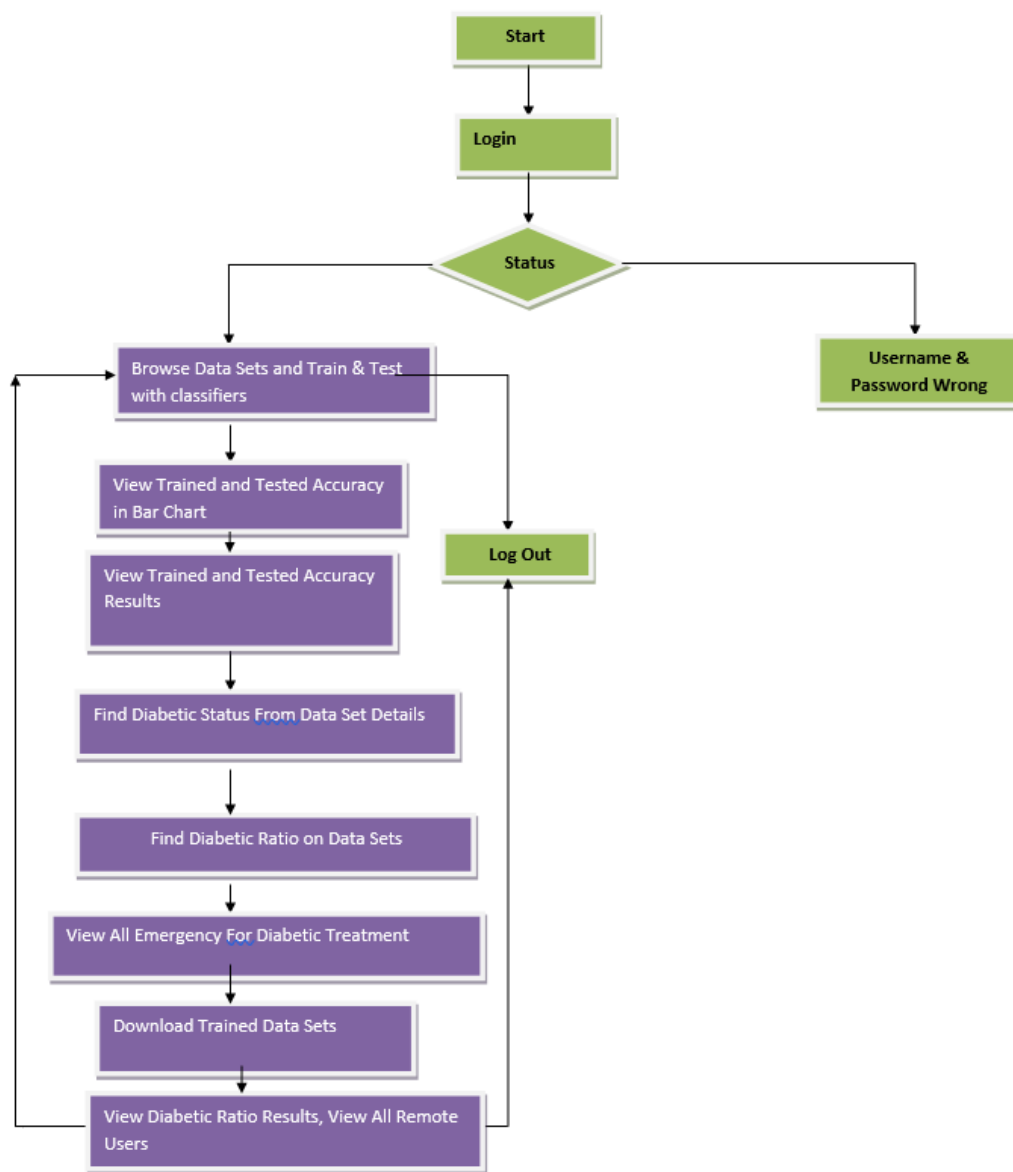 Start
Login
Status
Username &
Password Wrong
Browse Data Sets and Train & Test
with classifiers
View Trained and Tested Accuracy
in Bar Chart
Log Out
View Trained and Tested Accuracy
Results
Find Diabetic Status From Data Set Details
Find Diabetic Ratio on Data Sets
View All Emergency For Diabetic Treatment
Download Trained Data Sets
View Diabetic Ratio Results, View All Remote
Users